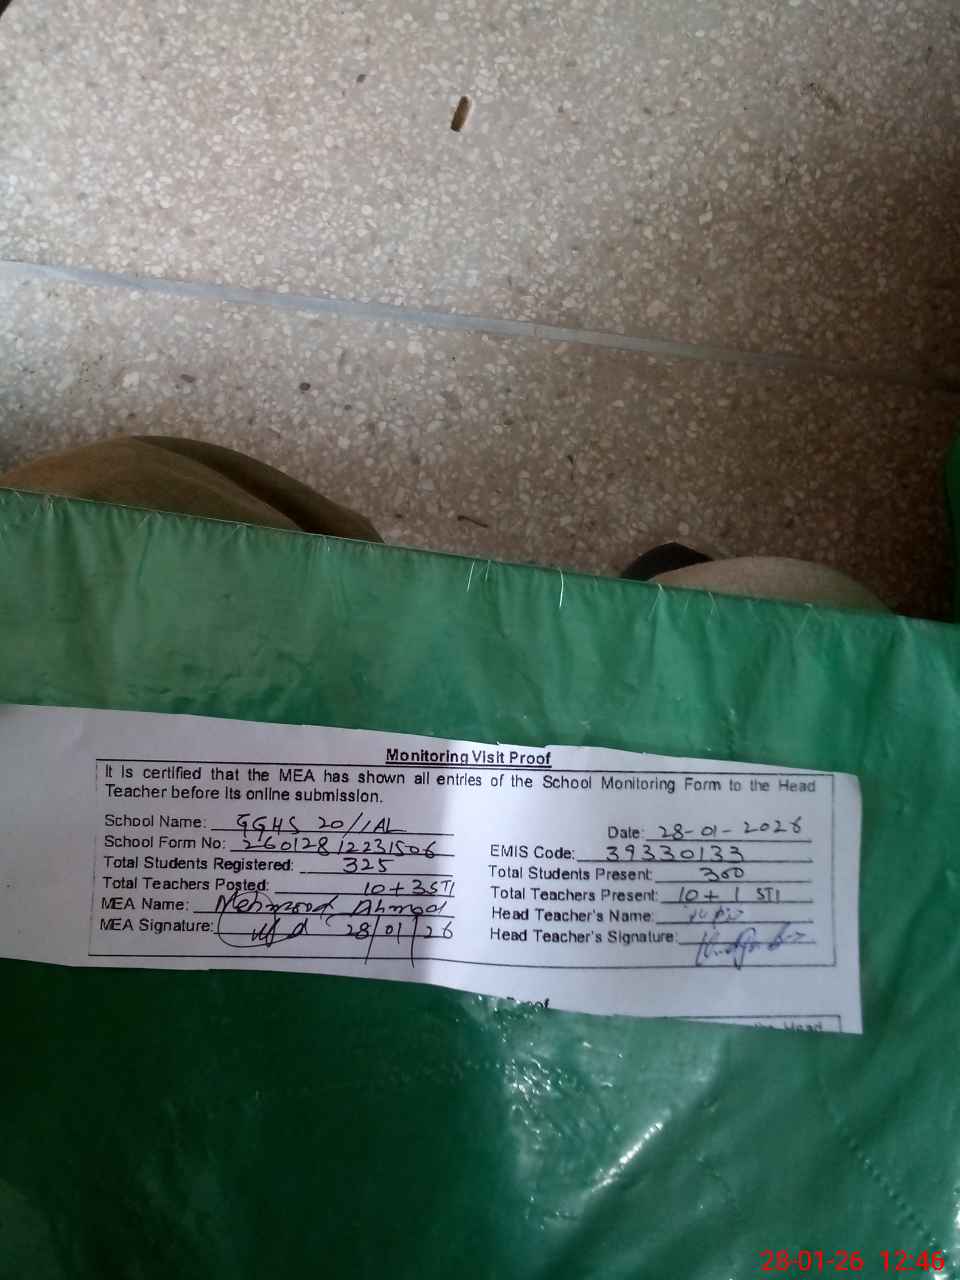 Monitoring Visit Proof
It is certified that the MEA has shown all entries of the School Monitoring Form to the Head
Teacher before its online submission.
School Name: GGHS 20/1AL
Date: 28-01-2026
School Form No: 26012812231506
EMIS Code: 39330133
Total Students Registered: 325
Total Students Present: 300
Total Teachers Posted: 10+3STI
Total Teachers Present: 10+1 STI
MEA Name: Mehmood Ahmad
Head Teacher's Name:
MEA Signature: 28/01/26
Head Teacher's Signature:
Proof
the Head
28-01-26 12:46